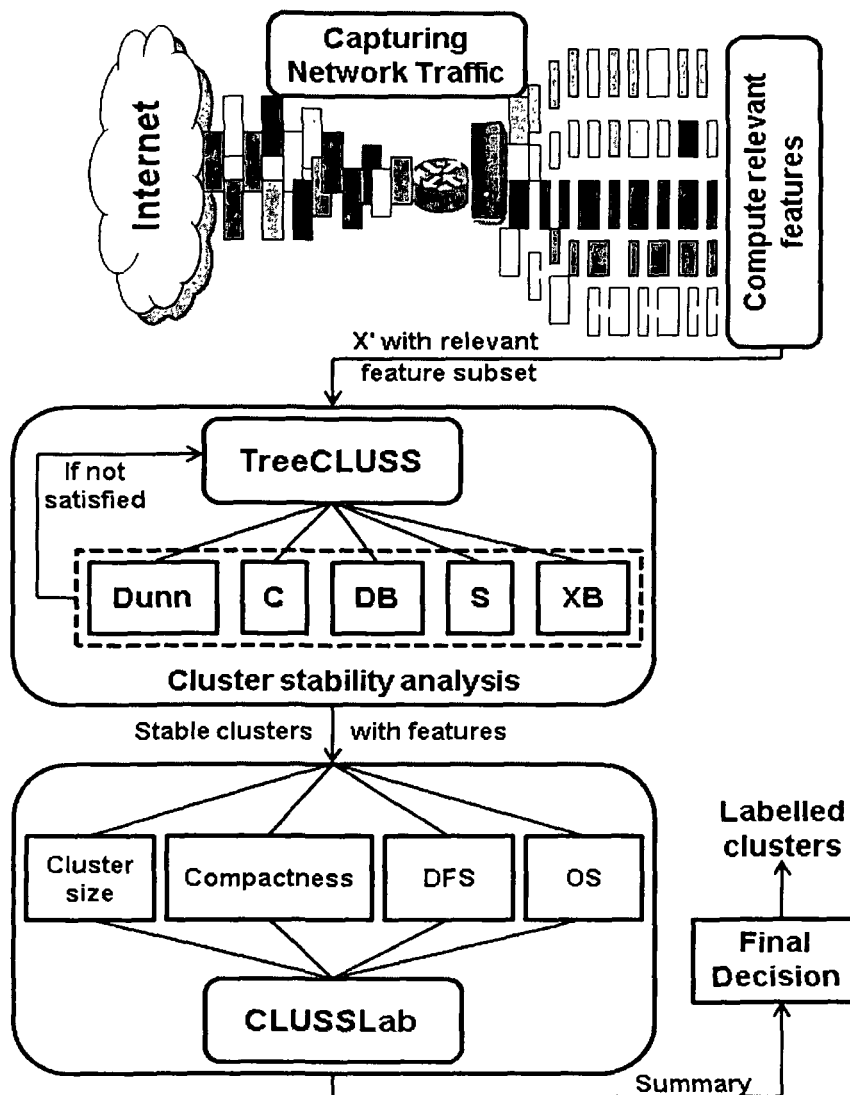 Capturing
Network Traffic
Internet
Compute relevant
features
X' with relevant
feature subset
TreeCLUSS
If not
satisfied
Dunn
C
DB
S
XB
Cluster stability analysis
Stable clusters
with features
Cluster
size
Compactness
DFS
OS
CLUSSLab
Labelled
clusters
Final
Decision
Summary